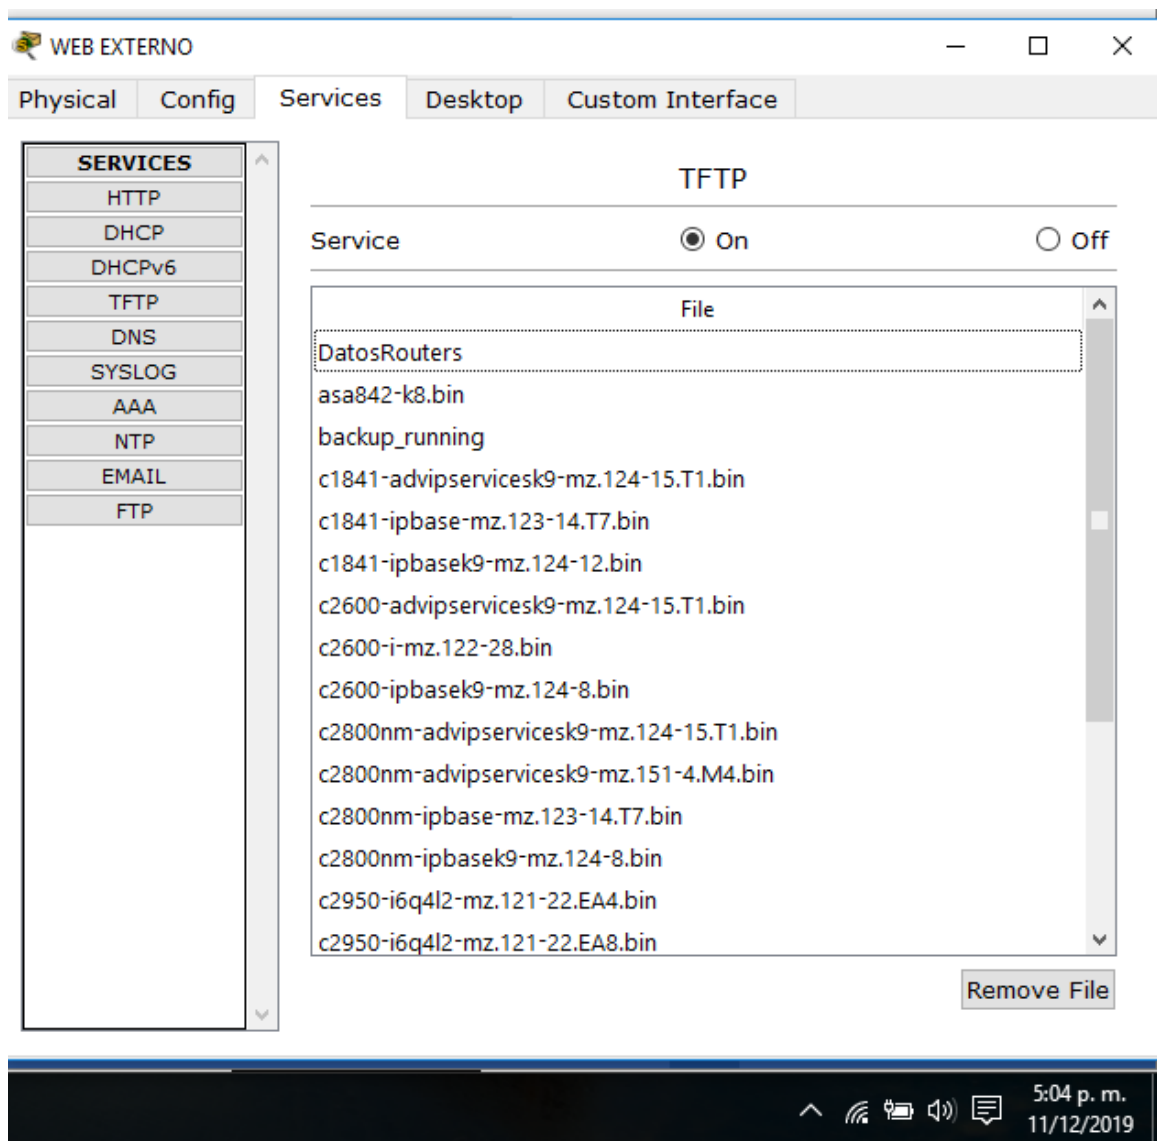 WEB EXTERNO
Physical Config Services Desktop Custom Interface
SERVICES
HTTP
DHCP
DHCPv6
TFTP
DNS
SYSLOG
AAA
NTP
EMAIL
FTP
TFTP
Service On Off
File
DatosRouters
asa842-k8.bin
backup_running
c1841-advipservicesk9-mz.124-15.T1.bin
c1841-ipbase-mz.123-14.T7.bin
c1841-ipbasek9-mz.124-12.bin
c2600-advipservicesk9-mz.124-15.T1.bin
c2600-i-mz.122-28.bin
c2600-ipbasek9-mz.124-8.bin
c2800nm-advipservicesk9-mz.124-15.T1.bin
c2800nm-advipservicesk9-mz.151-4.M4.bin
c2800nm-ipbase-mz.123-14.T7.bin
c2800nm-ipbasek9-mz.124-8.bin
c2950-i6q4l2-mz.121-22.EA4.bin
c2950-i6q4l2-mz.121-22.EA8.bin
Remove File
5:04 p. m.
11/12/2019